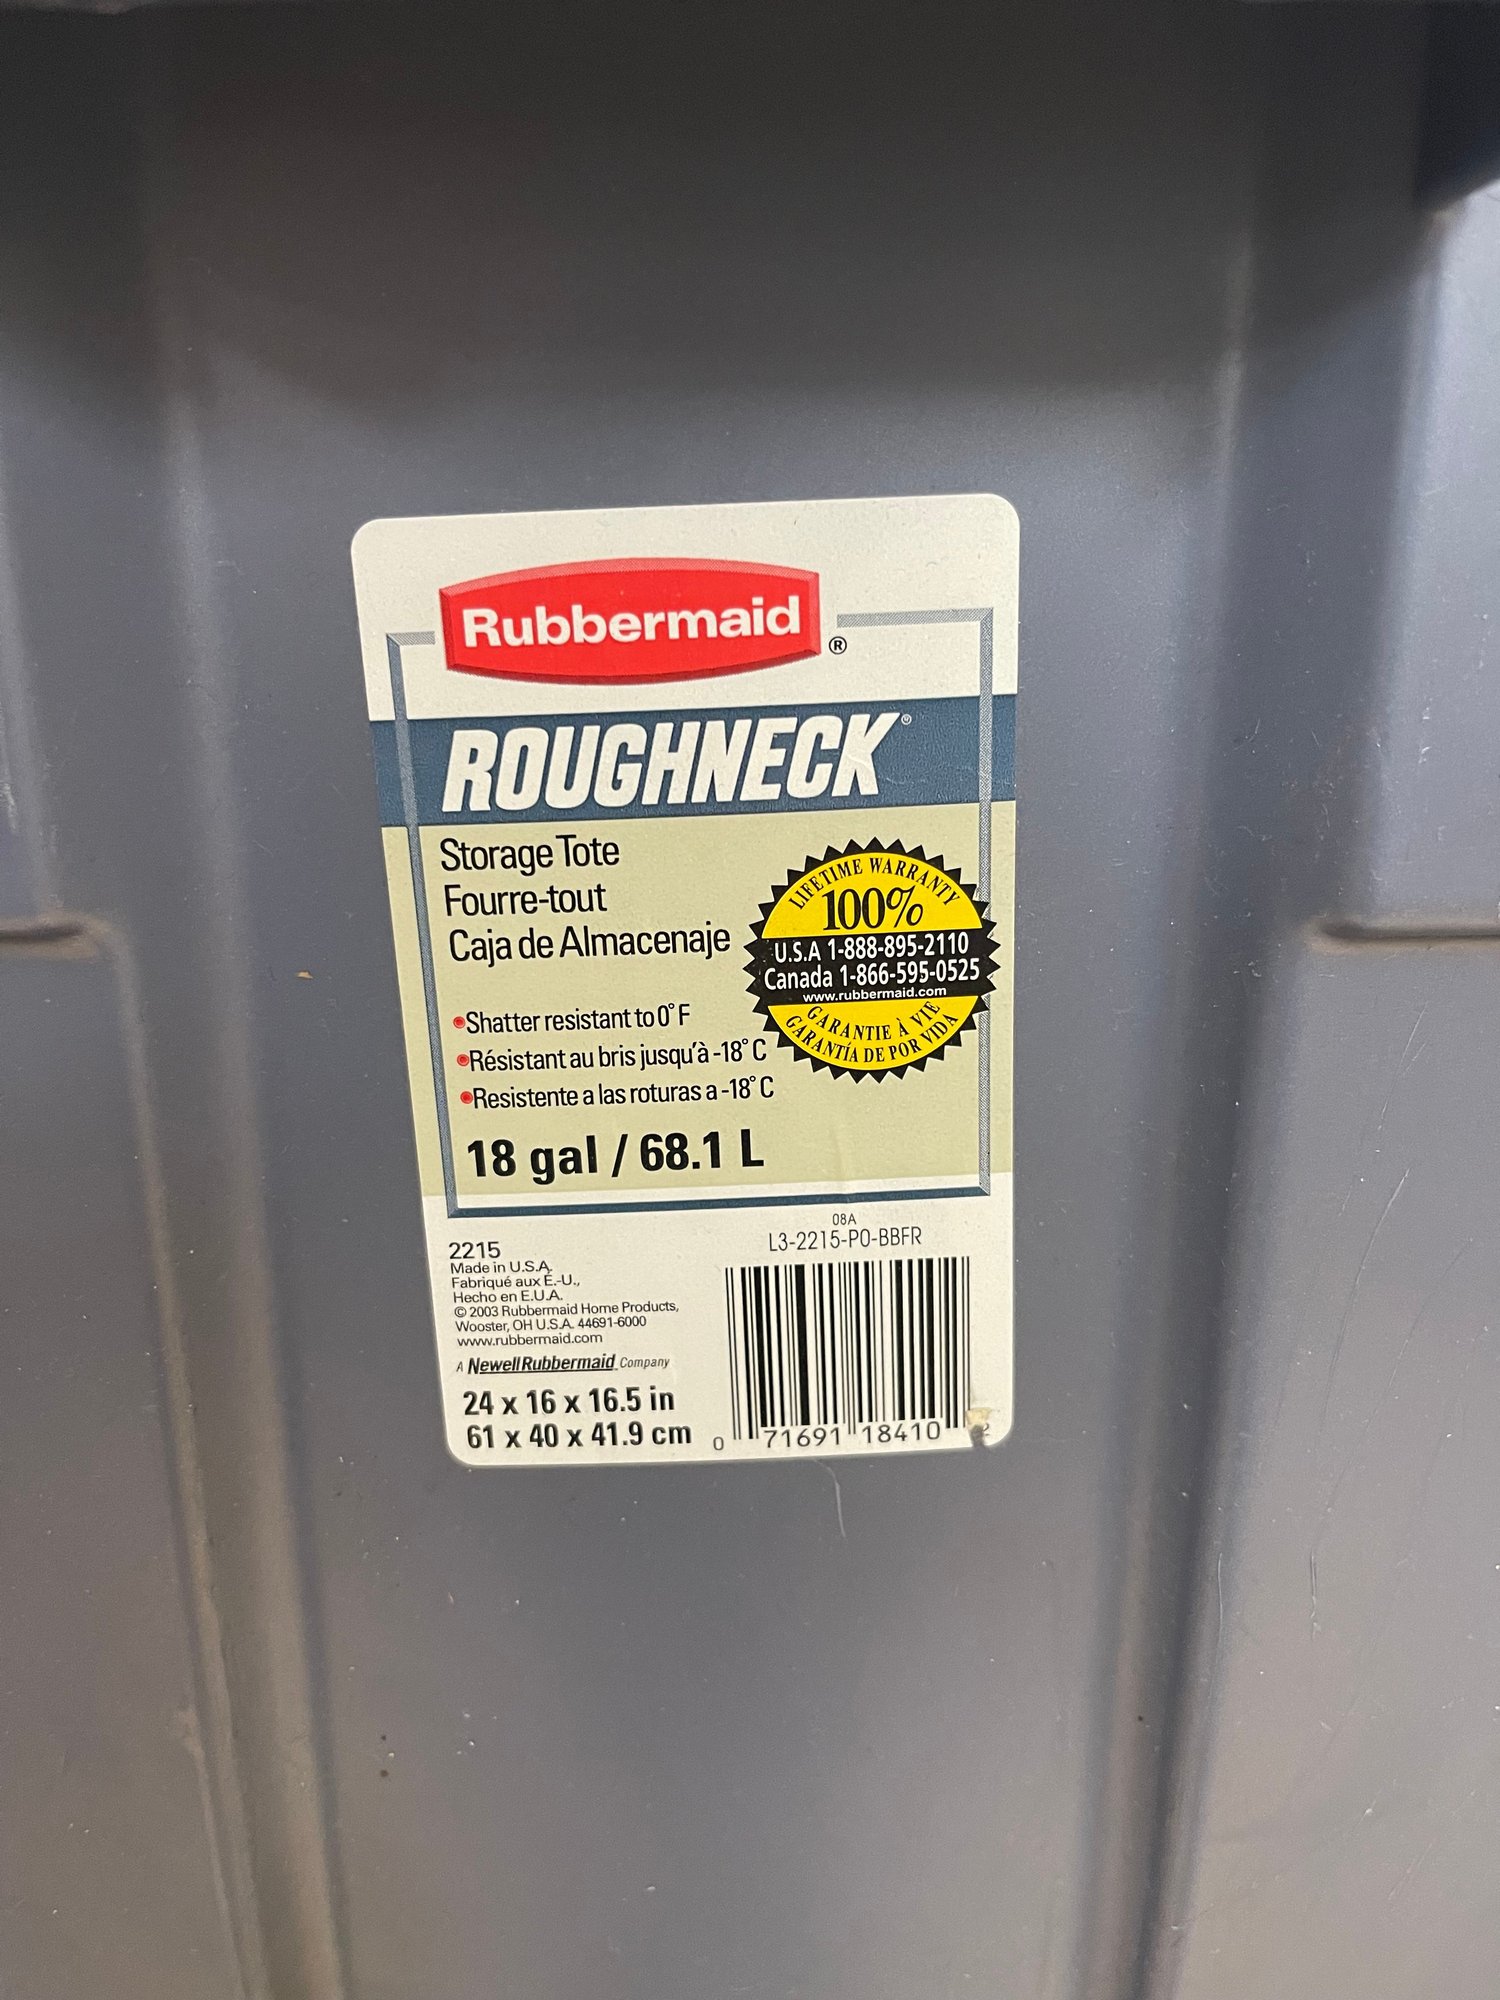 Rubbermaid®
ROUGHNECK®
Storage Tote
Fourre-tout
Caja de Almacenaje
LIFETIME WARRANTY
100%
U.S.A 1-888-895-2110
Canada 1-866-595-0525
www.rubbermaid.com
GARANTIE À VIE
GARANTÍA DE POR VIDA
•Shatter resistant to 0° F
•Résistant au bris jusqu'à -18° C
•Resistente a las roturas a -18° C
18 gal / 68.1 L
08A
L3-2215-P0-BBFR
2215
Made in U.S.A.
Fabriqué aux É.-U.,
Hecho en E.U.A.
© 2003 Rubbermaid Home Products,
Wooster, OH U.S.A. 44691-6000
www.rubbermaid.com
A Newell Rubbermaid Company
24 x 16 x 16.5 in
61 x 40 x 41.9 cm
0 71691 18410 2